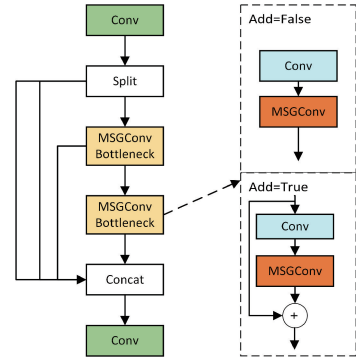 Conv
Split
MSGConv
Bottleneck
MSGConv
Bottleneck
Concat
Conv
Add=False
Conv
MSGConv
Add=True
Conv
MSGConv
+